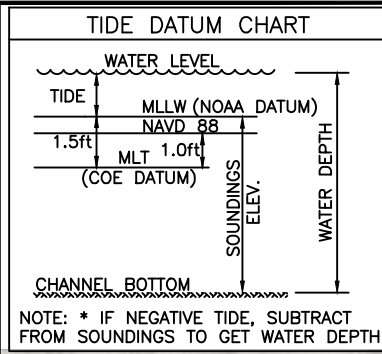 TIDE DATUM CHART
WATER LEVEL
TIDE
MLLW (NOAA DATUM)
NAVD 88
1.5ft
MLT 1.0ft
(COE DATUM)
SOUNDINGS
ELEV.
WATER DEPTH
CHANNEL BOTTOM
NOTE: * IF NEGATIVE TIDE, SUBTRACT
FROM SOUNDINGS TO GET WATER DEPTH